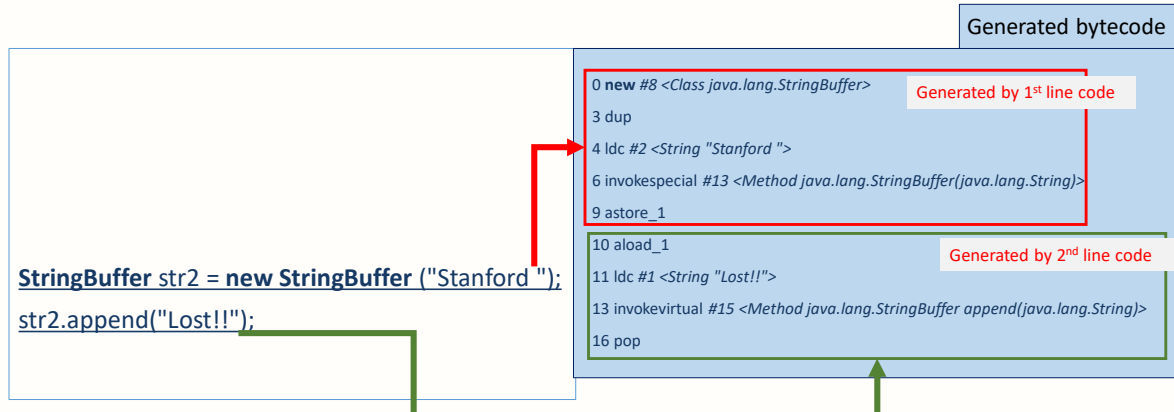 Generated bytecode
0 new #8 <Class java.lang.StringBuffer>
Generated by 1st line code
3 dup
4 ldc #2 <String "Stanford ">
6 invokespecial #13 <Method java.lang.StringBuffer(java.lang.String)>
9 astore_1
10 aload_1
Generated by 2nd line code
11 ldc #1 <String "Lost!!">
13 invokevirtual #15 <Method java.lang.StringBuffer append(java.lang.String)>
16 pop
StringBuffer str2 = new StringBuffer ("Stanford ");
str2.append("Lost!!");